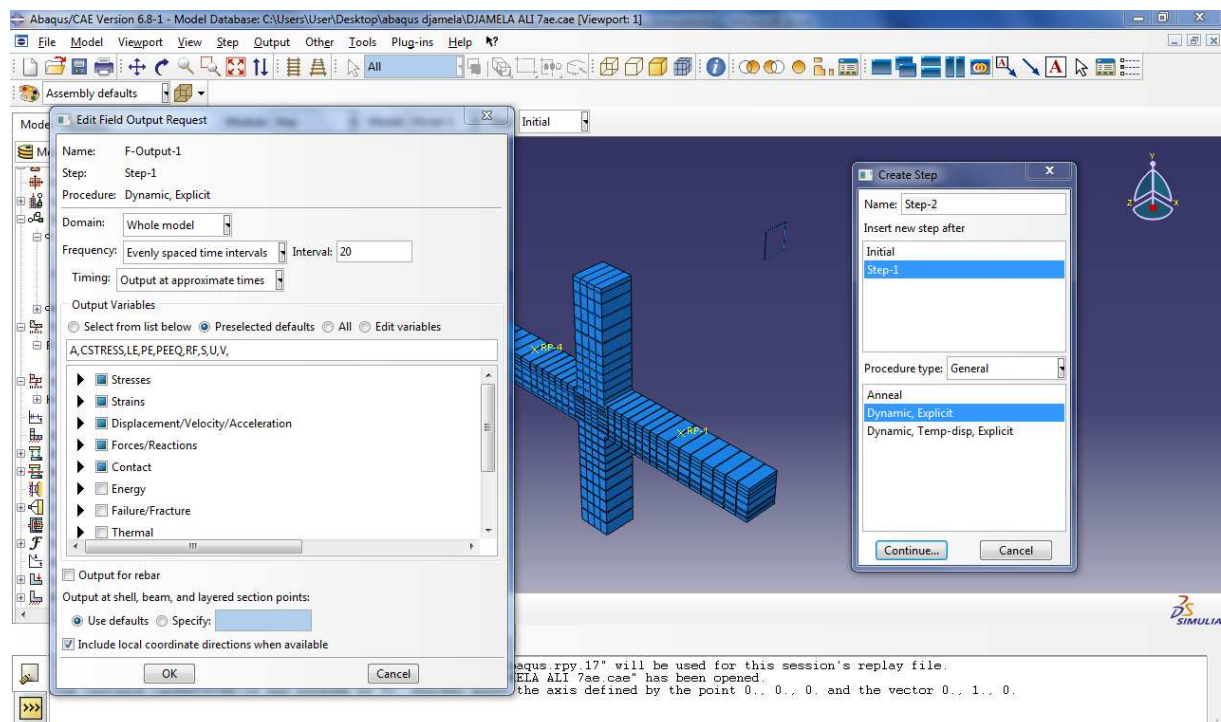 Abaqus/CAE Version 6.8-1 - Model Database: C:\Users\User\Desktop\abaqus djamela\DJAMELA ALI 7ae.cae [Viewport: 1]
File Model Viewport View Step Output Other Tools Plug-ins Help
All
Assembly defaults
Mode
Initial
Edit Field Output Request
Name: F-Output-1
Step: Step-1
Procedure: Dynamic, Explicit
Domain: Whole model
Frequency: Evenly spaced time intervals Interval: 20
Timing: Output at approximate times
Output Variables
Select from list below Preselected defaults All Edit variables
A,CSTRESS,LE,PE,PEEQ,RF,S,U,V,
Stresses
Strains
Displacement/Velocity/Acceleration
Forces/Reactions
Contact
Energy
Failure/Fracture
Thermal
Output for rebar
Output at shell, beam, and layered section points:
Use defaults Specify:
Include local coordinate directions when available
OK Cancel
RP-4
RP-1
Create Step
Name: Step-2
Insert new step after
Initial
Step-1
Procedure type: General
Anneal
Dynamic, Explicit
Dynamic, Temp-disp, Explicit
Continue... Cancel
Y
Z X
SIMULIA
aqus.rpy.17" will be used for this session's replay file.
ELA ALI 7ae.cae" has been opened.
the axis defined by the point 0., 0., 0. and the vector 0., 1., 0.
>>>